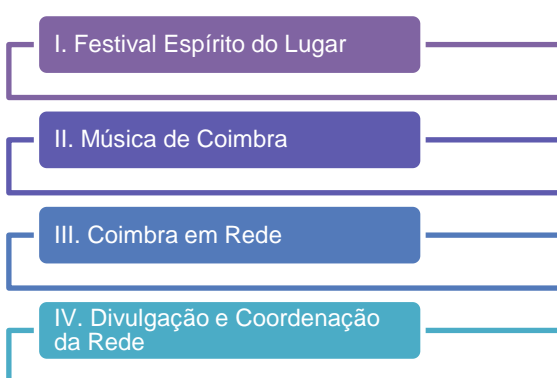 I. Festival Espírito do Lugar
II. Música de Coimbra
III. Coimbra em Rede
IV. Divulgação e Coordenação
da Rede